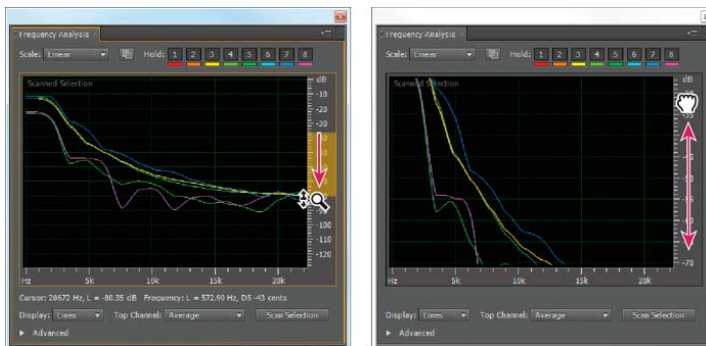 Frequency Analysis
Scale: Linear Hold: 1 2 3 4 5 6 7 8
Scanned Selection
dB
-10
-20
-30
-90
-100
-110
-120
Hz 5k 10k 15k 20k
Cursor: 20672 Hz, L = -80.35 dB Frequency: L = 572.90 Hz, D5 -43 cents
Display: Lines Top Channel: Average Scan Selection
Advanced
Frequency Analysis
Scale: Linear Hold: 1 2 3 4 5 6 7 8
Scanned
dB
-70
Hz 5k 10k 15k 20k
Display: Lines Top Channel: Average Scan Selection
Advanced